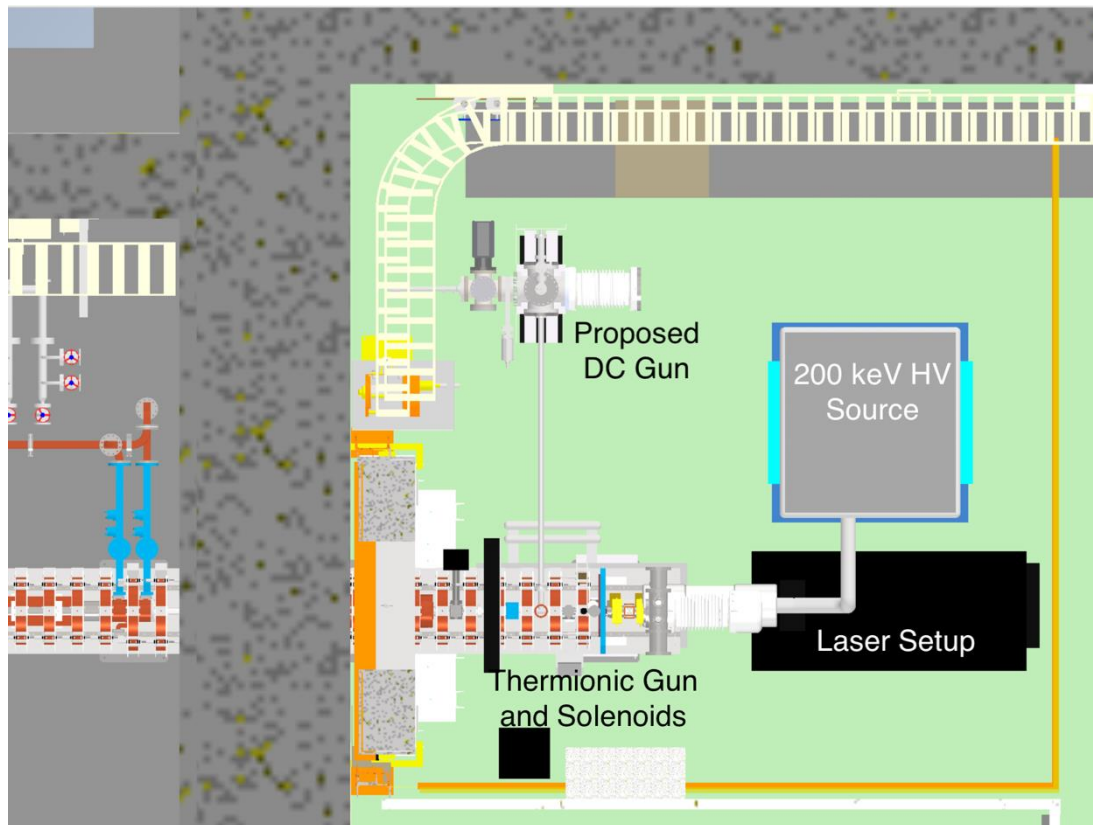 Proposed
DC Gun
200 keV HV
Source
Laser Setup
Thermionic Gun
and Solenoids